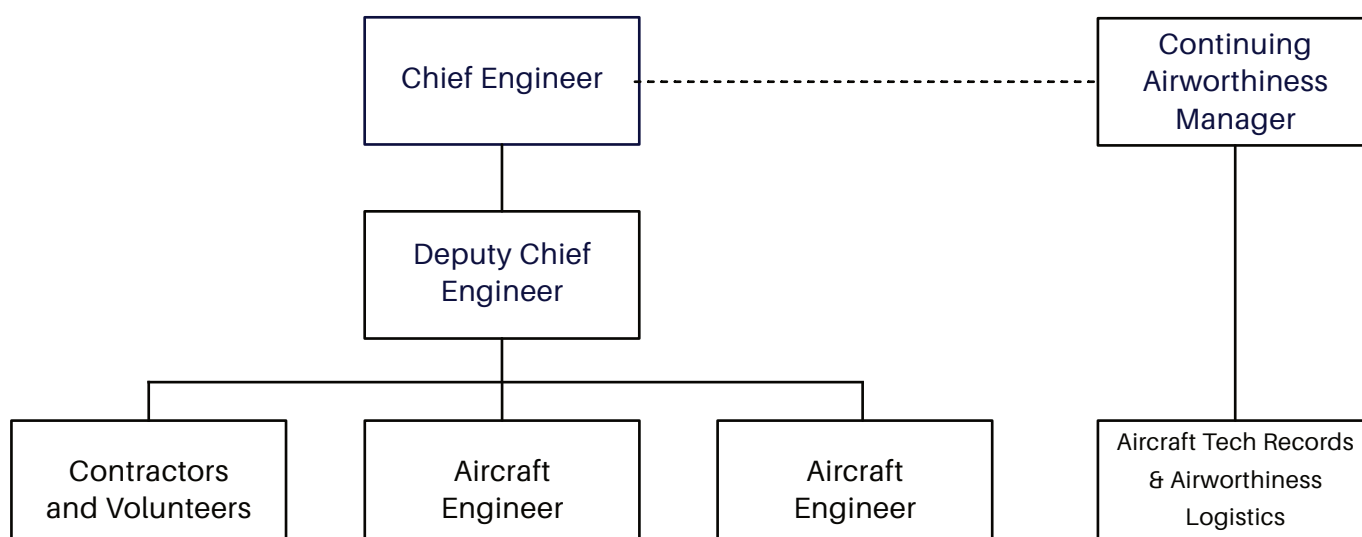 Chief Engineer
Continuing
Airworthiness
Manager
Deputy Chief
Engineer
Contractors
and Volunteers
Aircraft
Engineer
Aircraft
Engineer
Aircraft Tech Records
& Airworthiness
Logistics